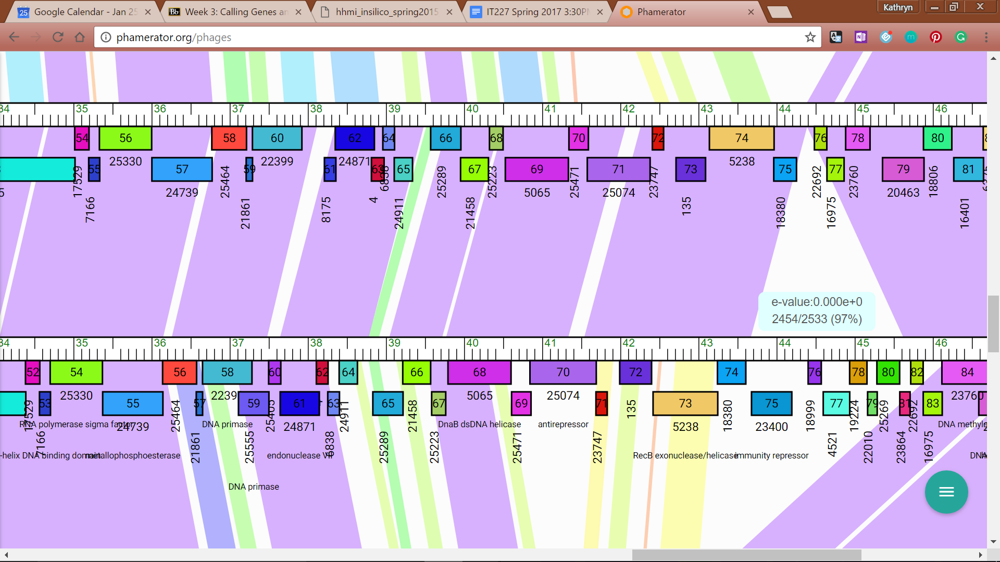 Google Calendar - Jan 25
Week 3: Calling Genes an
hhmi_insilico_spring2015
IT227 Spring 2017 3:30PM
Phamerator
Kathryn
phamerator.org/phages
34 35 36 37 38 39 40 41 42 43 44 45 46
54 56 58 60 62 64 66 68 70 72 74 76 78 80
25330 22399 24871 5238
55 57 59 61 63 65 67 69 71 73 75 77 79 81
17529 25464 6838 25289 25223 25471 23747 22692 23760 18806
24739 5065 25074 20463
7166 21861 8175 4 24911 21458 135 18380 16975 16401
e-value:0.000e+0
2454/2533 (97%)
34 35 36 37 38 39 40 41 42 43 44 45 46
52 54 56 58 60 62 64 66 68 70 72 74 76 78 80 82 84
25330 2239 5065 25074 23760
53 55 57 59 61 63 65 67 69 71 73 75 77 79 81 83
17529 25464 25405 24911 21458 135 18380 18999 19224 25269 22692
RNA polymerase sigma factor DNA primase DnaB dsDNA helicase antirepressor DNA methyla
24739 24871 5238 23400
7166 21861 25555 6838 25289 25223 25471 23747 4521 22010 23864 16975
-helix DNA binding domain metallophosphoesterase endonuclease VII RecB exonuclease/helicase immunity repressor DNA
DNA primase